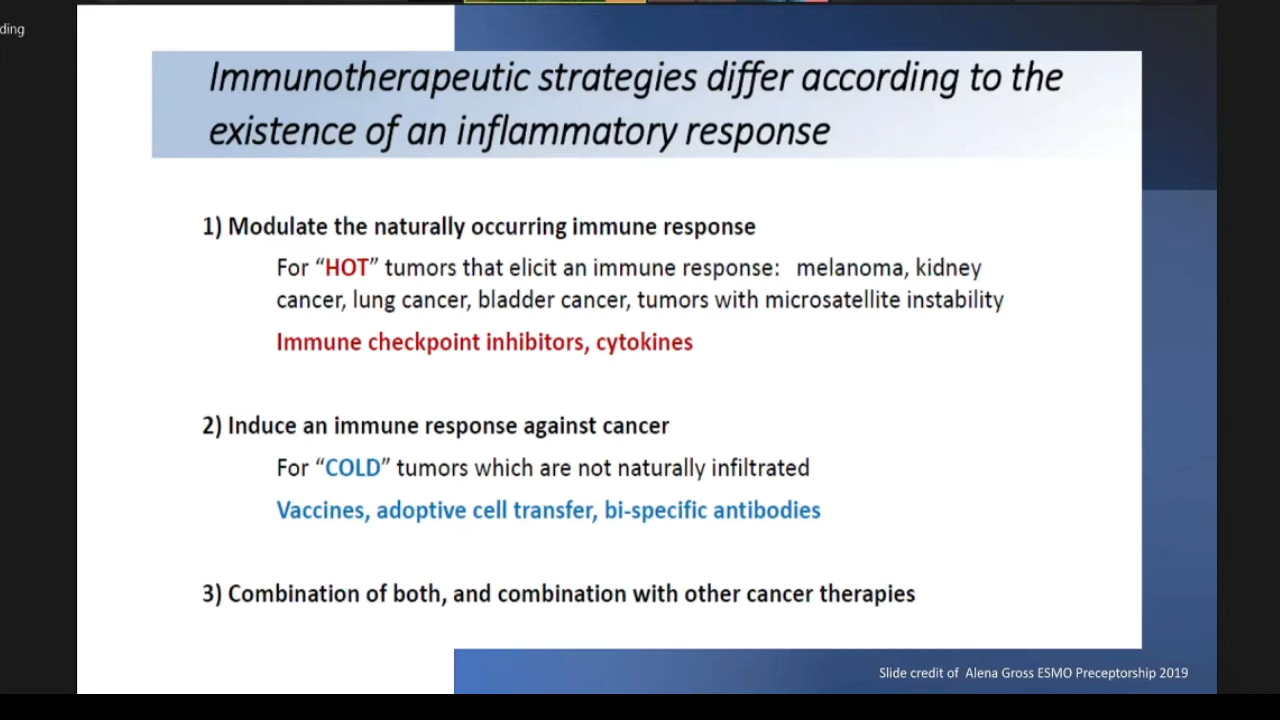 ding
Immunotherapeutic strategies differ according to the
existence of an inflammatory response
1) Modulate the naturally occurring immune response
For “HOT” tumors that elicit an immune response: melanoma, kidney
cancer, lung cancer, bladder cancer, tumors with microsatellite instability
Immune checkpoint inhibitors, cytokines
2) Induce an immune response against cancer
For “COLD” tumors which are not naturally infiltrated
Vaccines, adoptive cell transfer, bi-specific antibodies
3) Combination of both, and combination with other cancer therapies
Slide credit of Alena Gross ESMO Preceptorship 2019